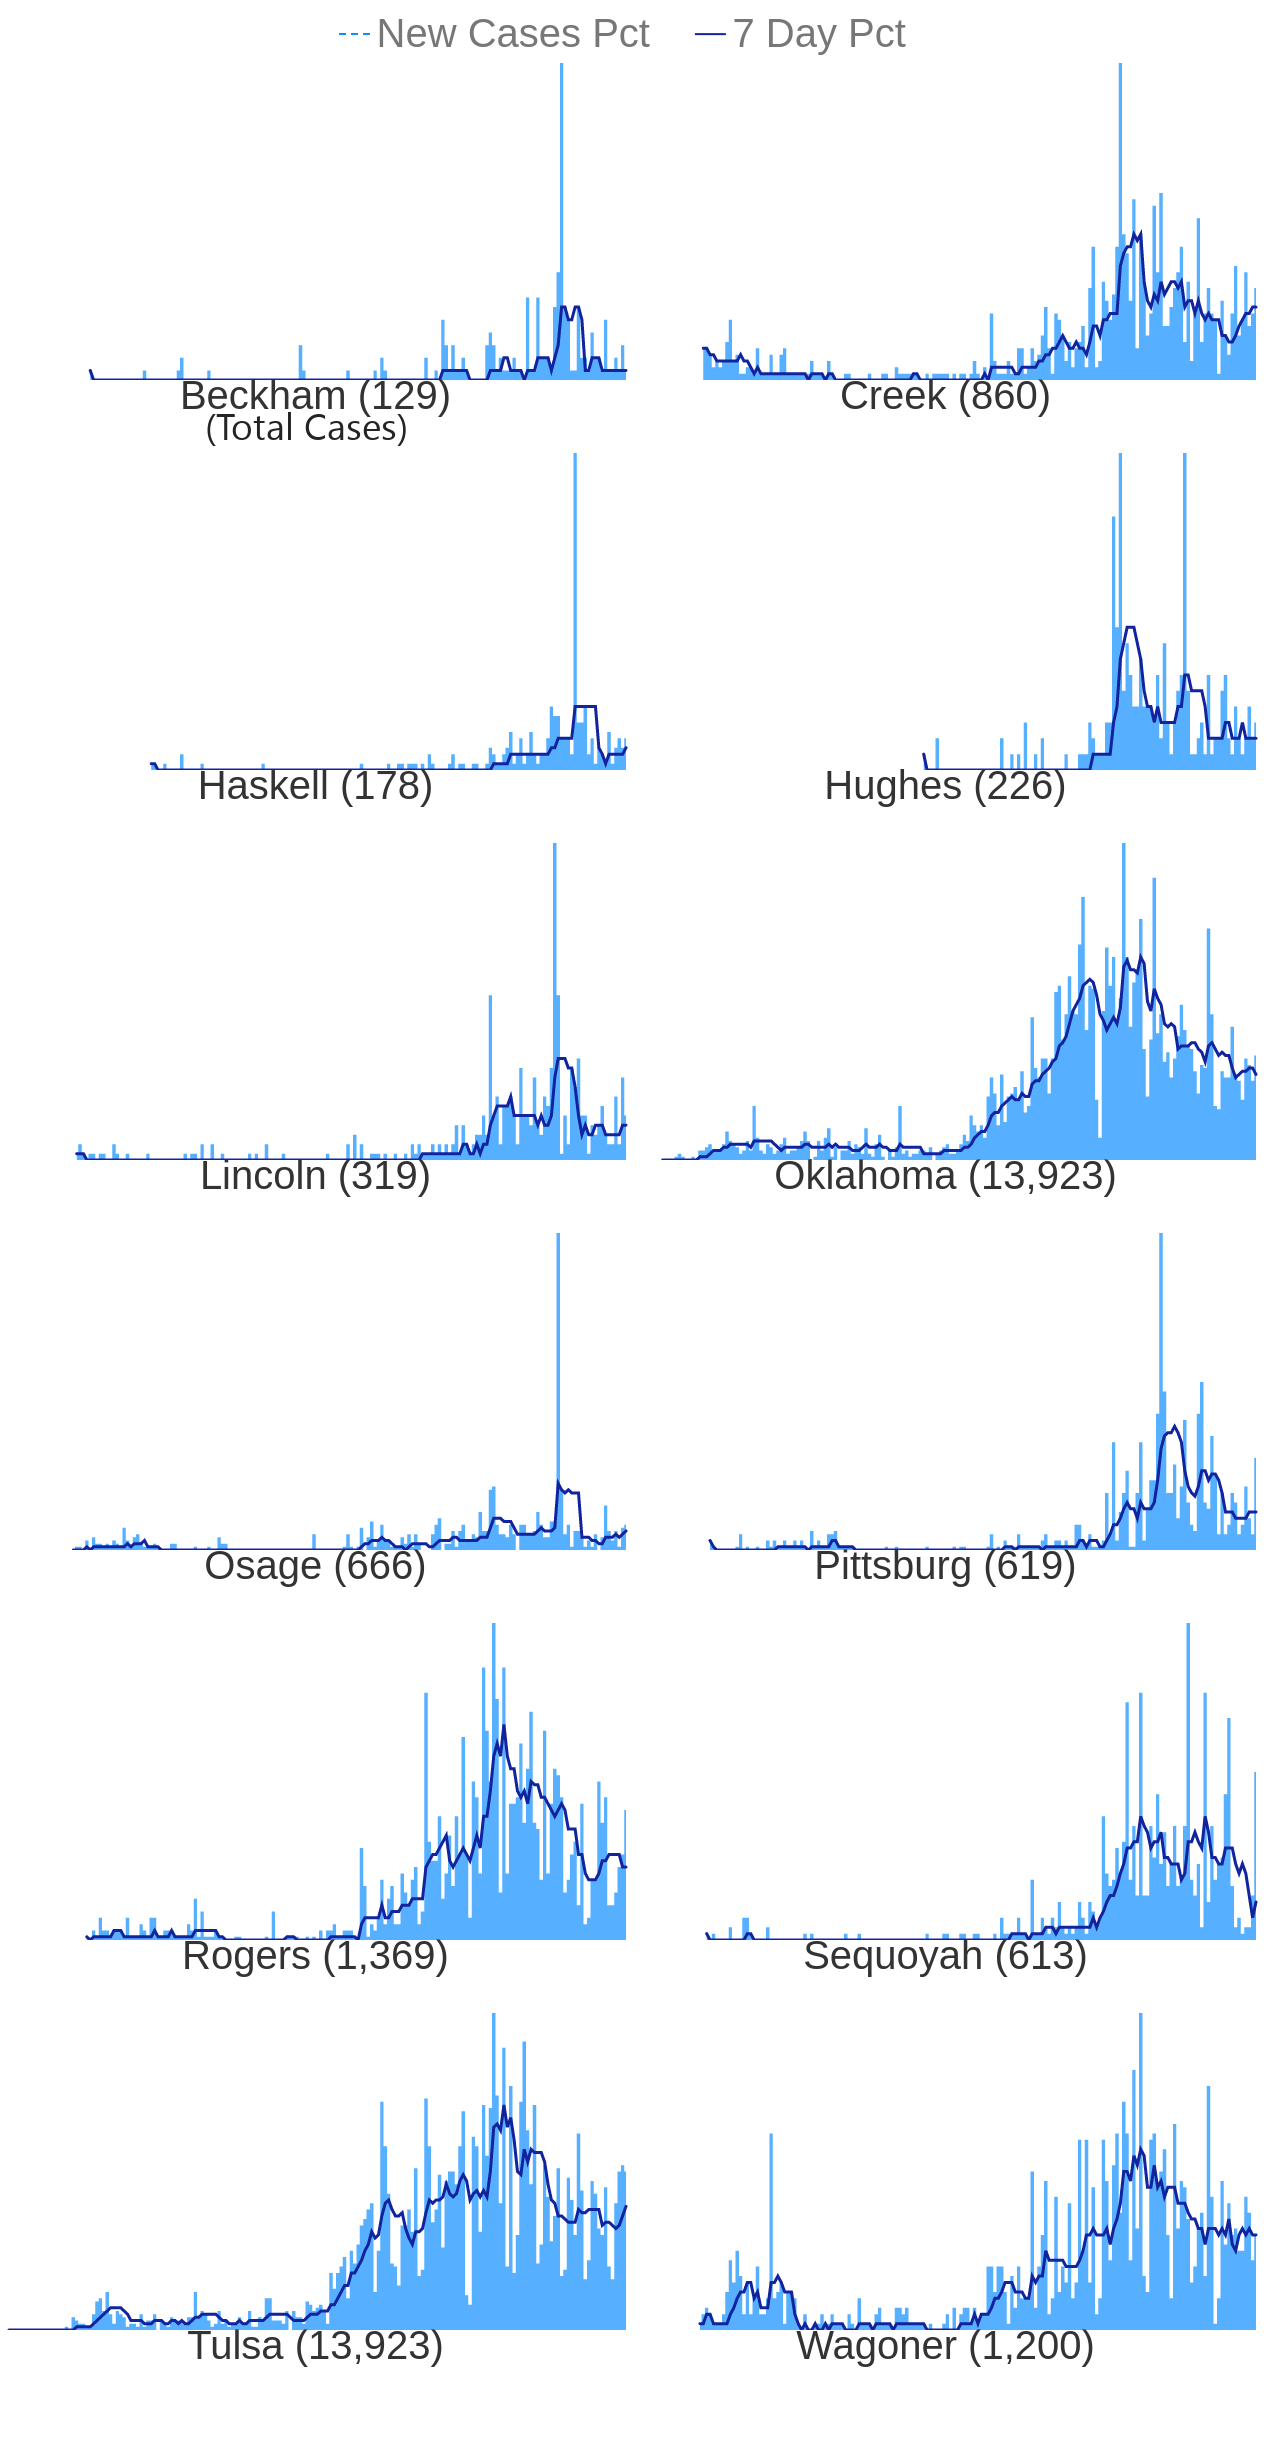 New Cases Pct 7 Day Pct
Beckham (129) Creek (860)
(Total Cases)
Haskell (178) Hughes (226)
Lincoln (319) Oklahoma (13,923)
Osage (666) Pittsburg (619)
Rogers (1,369) Sequoyah (613)
Tulsa (13,923) Wagoner (1,200)